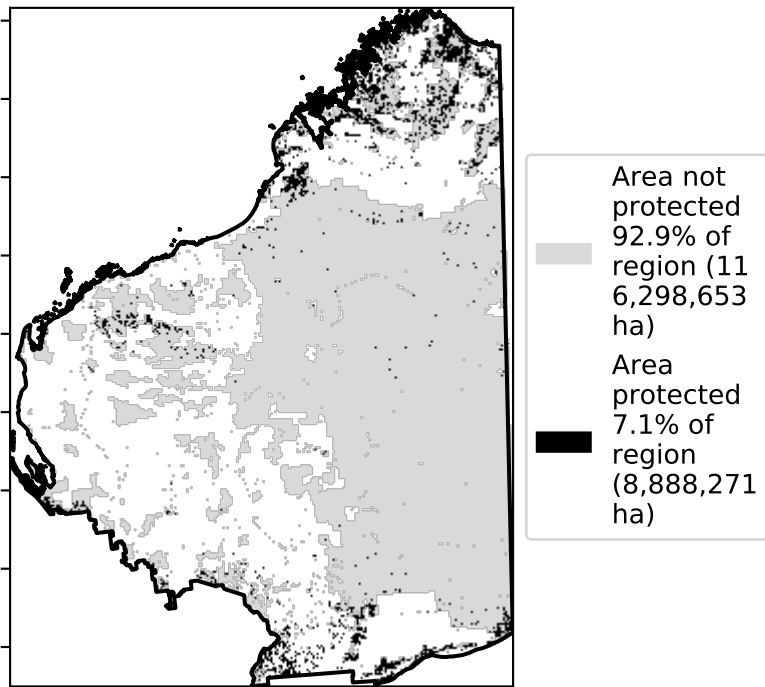 Area not
protected
92.9% of
region (11
6,298,653
ha)
Area
protected
7.1% of
region
(8,888,271
ha)